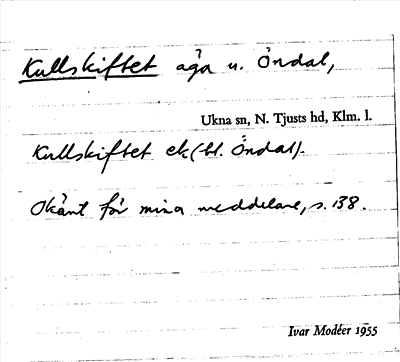 Kullskiftet äga u. Öndal,
Ukna sn, N. Tjusts hd, Klm. l.
Kullskiftet ek (bl. Öndal).
Okänt för mina meddelare, s. 138.
Ivar Modéer 1955